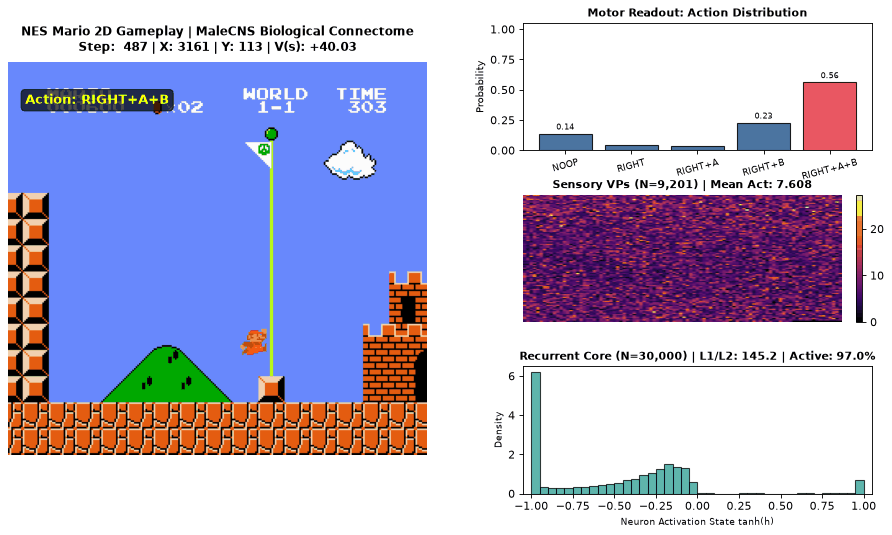 NES Mario 2D Gameplay | MaleCNS Biological Connectome
Step:  487 | X: 3161 | Y: 113 | V(s): +40.03
Action: RIGHT+A+B
WORLD
TIME
02
1-1
303
Motor Readout: Action Distribution
Probability
1.00
0.75
0.50
0.25
0.00
0.14
0.23
0.56
NOOP
RIGHT
RIGHT+A
RIGHT+B
RIGHT+A+B
Sensory VPs (N=9,201) | Mean Act: 7.608
20
10
0
Recurrent Core (N=30,000) | L1/L2: 145.2 | Active: 97.0%
Density
6
4
2
0
−1.00
−0.75
−0.50
−0.25
0.00
0.25
0.50
0.75
1.00
Neuron Activation State tanh(h)